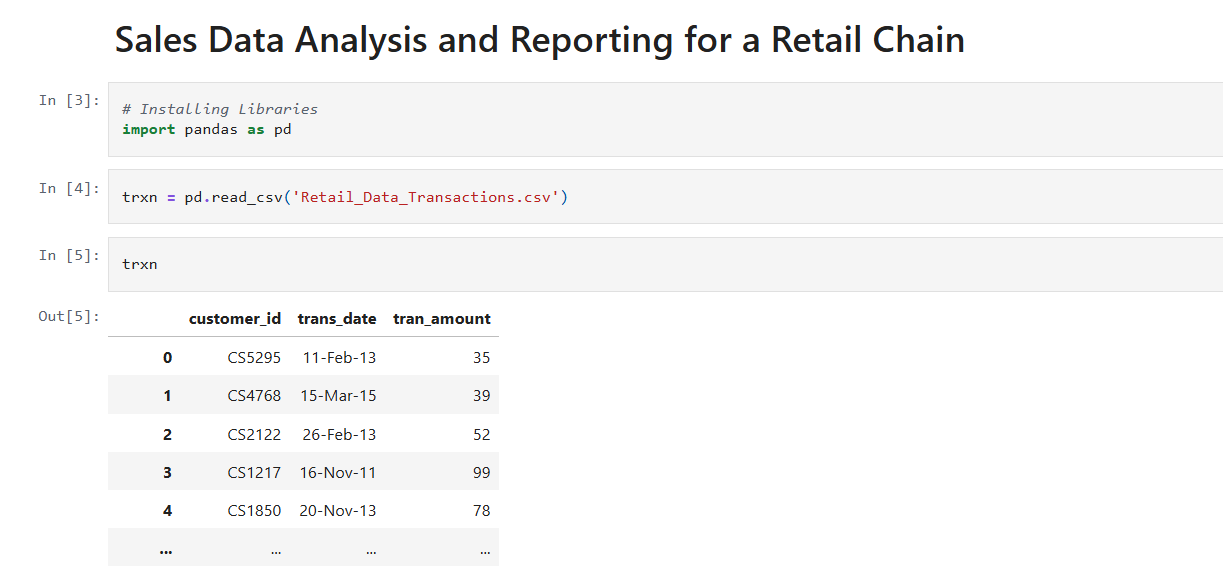 Sales Data Analysis and Reporting for a Retail Chain
In [3]:
# Installing Libraries
import pandas as pd
In [4]:
trxn = pd.read_csv('Retail_Data_Transactions.csv')
In [5]:
trxn
Out[5]:
customer_id trans_date tran_amount
0 CS5295 11-Feb-13 35
1 CS4768 15-Mar-15 39
2 CS2122 26-Feb-13 52
3 CS1217 16-Nov-11 99
4 CS1850 20-Nov-13 78
... ... ... ...